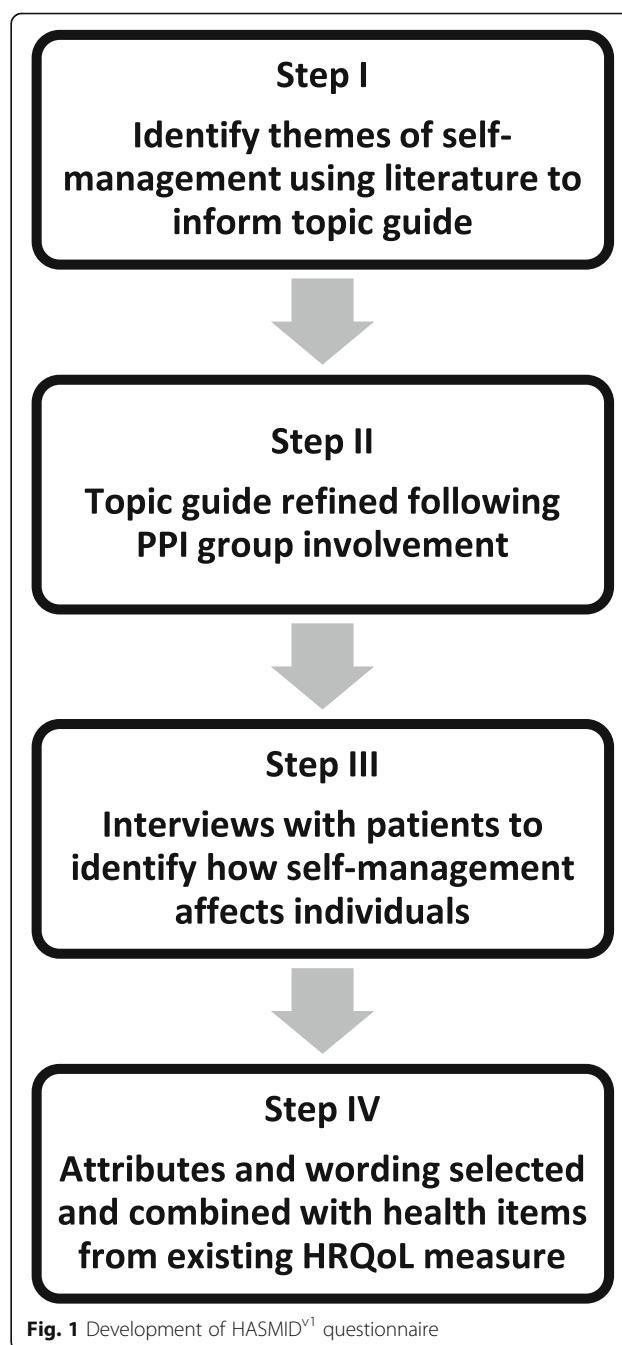 Step I
Identify themes of self-
management using literature to
inform topic guide
Step II
Topic guide refined following
PPI group involvement
Step III
Interviews with patients to
identify how self-management
affects individuals
Step IV
Attributes and wording selected
and combined with health items
from existing HRQoL measure
Fig. 1 Development of HASMIDv1 questionnaire